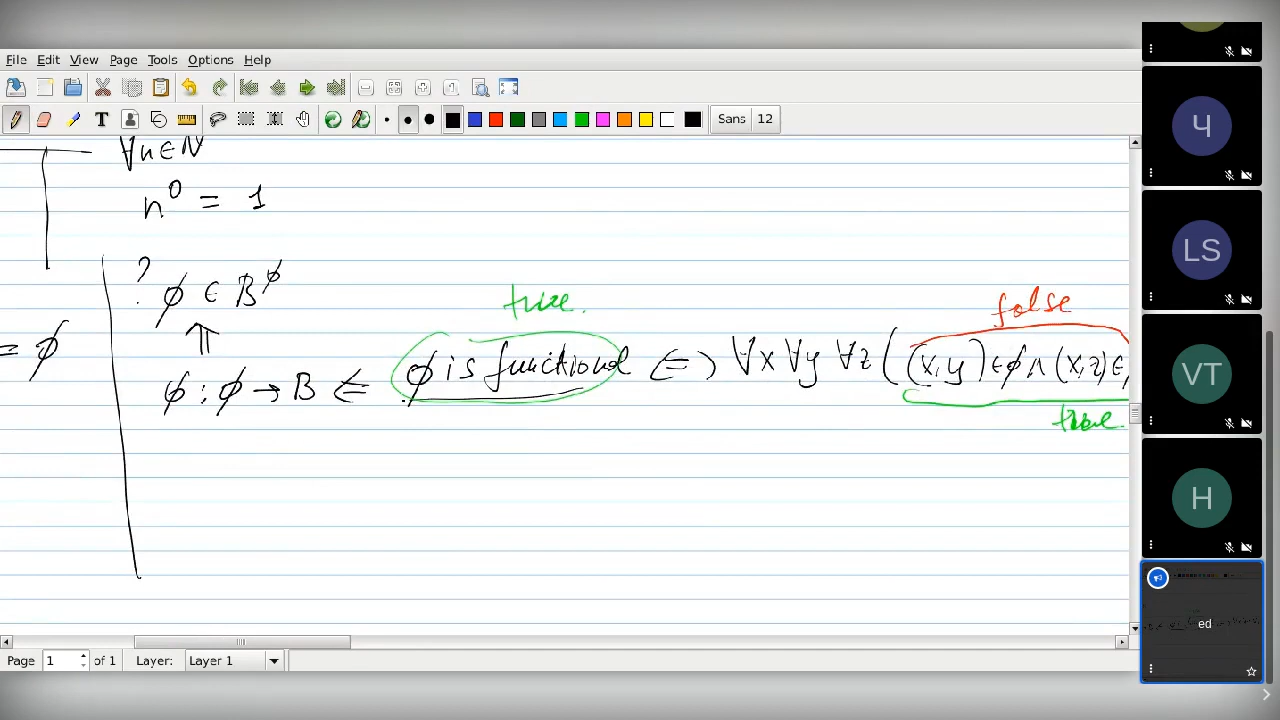 File Edit View Page Tools Options Help
Sans 12
∀n∈N
n⁰ = 1
? ∅ ∈ B^∅
true.
false
= ∅
⇑
∅ is functional ⇔ ∀x ∀y ∀z ((x,y)∈∅∧(x,z)∈
∅ : ∅ → B ⇐
true.
Page 1 of 1 Layer: Layer 1
Ч
LS
VT
H
ed